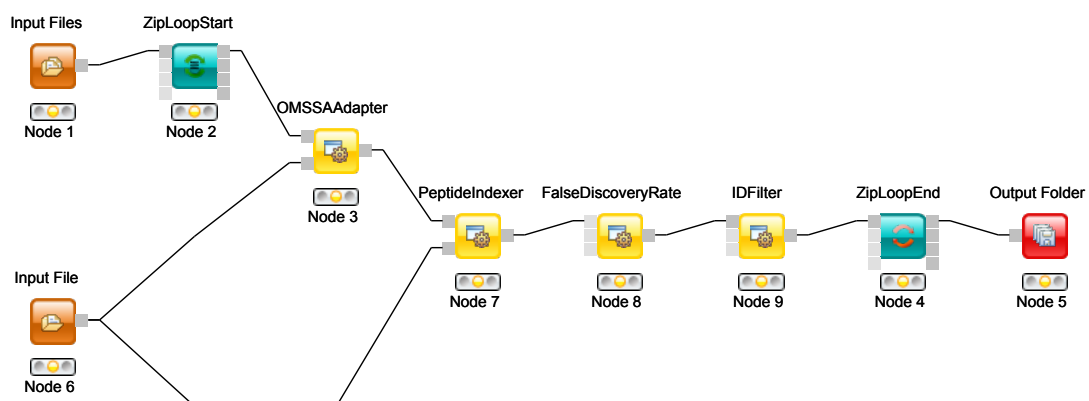 Input Files
ZipLoopStart
Node 1
Node 2
OMSSAAdapter
Node 3
PeptideIndexer
FalseDiscoveryRate
IDFilter
ZipLoopEnd
Output Folder
Node 7
Node 8
Node 9
Node 4
Node 5
Input File
Node 6